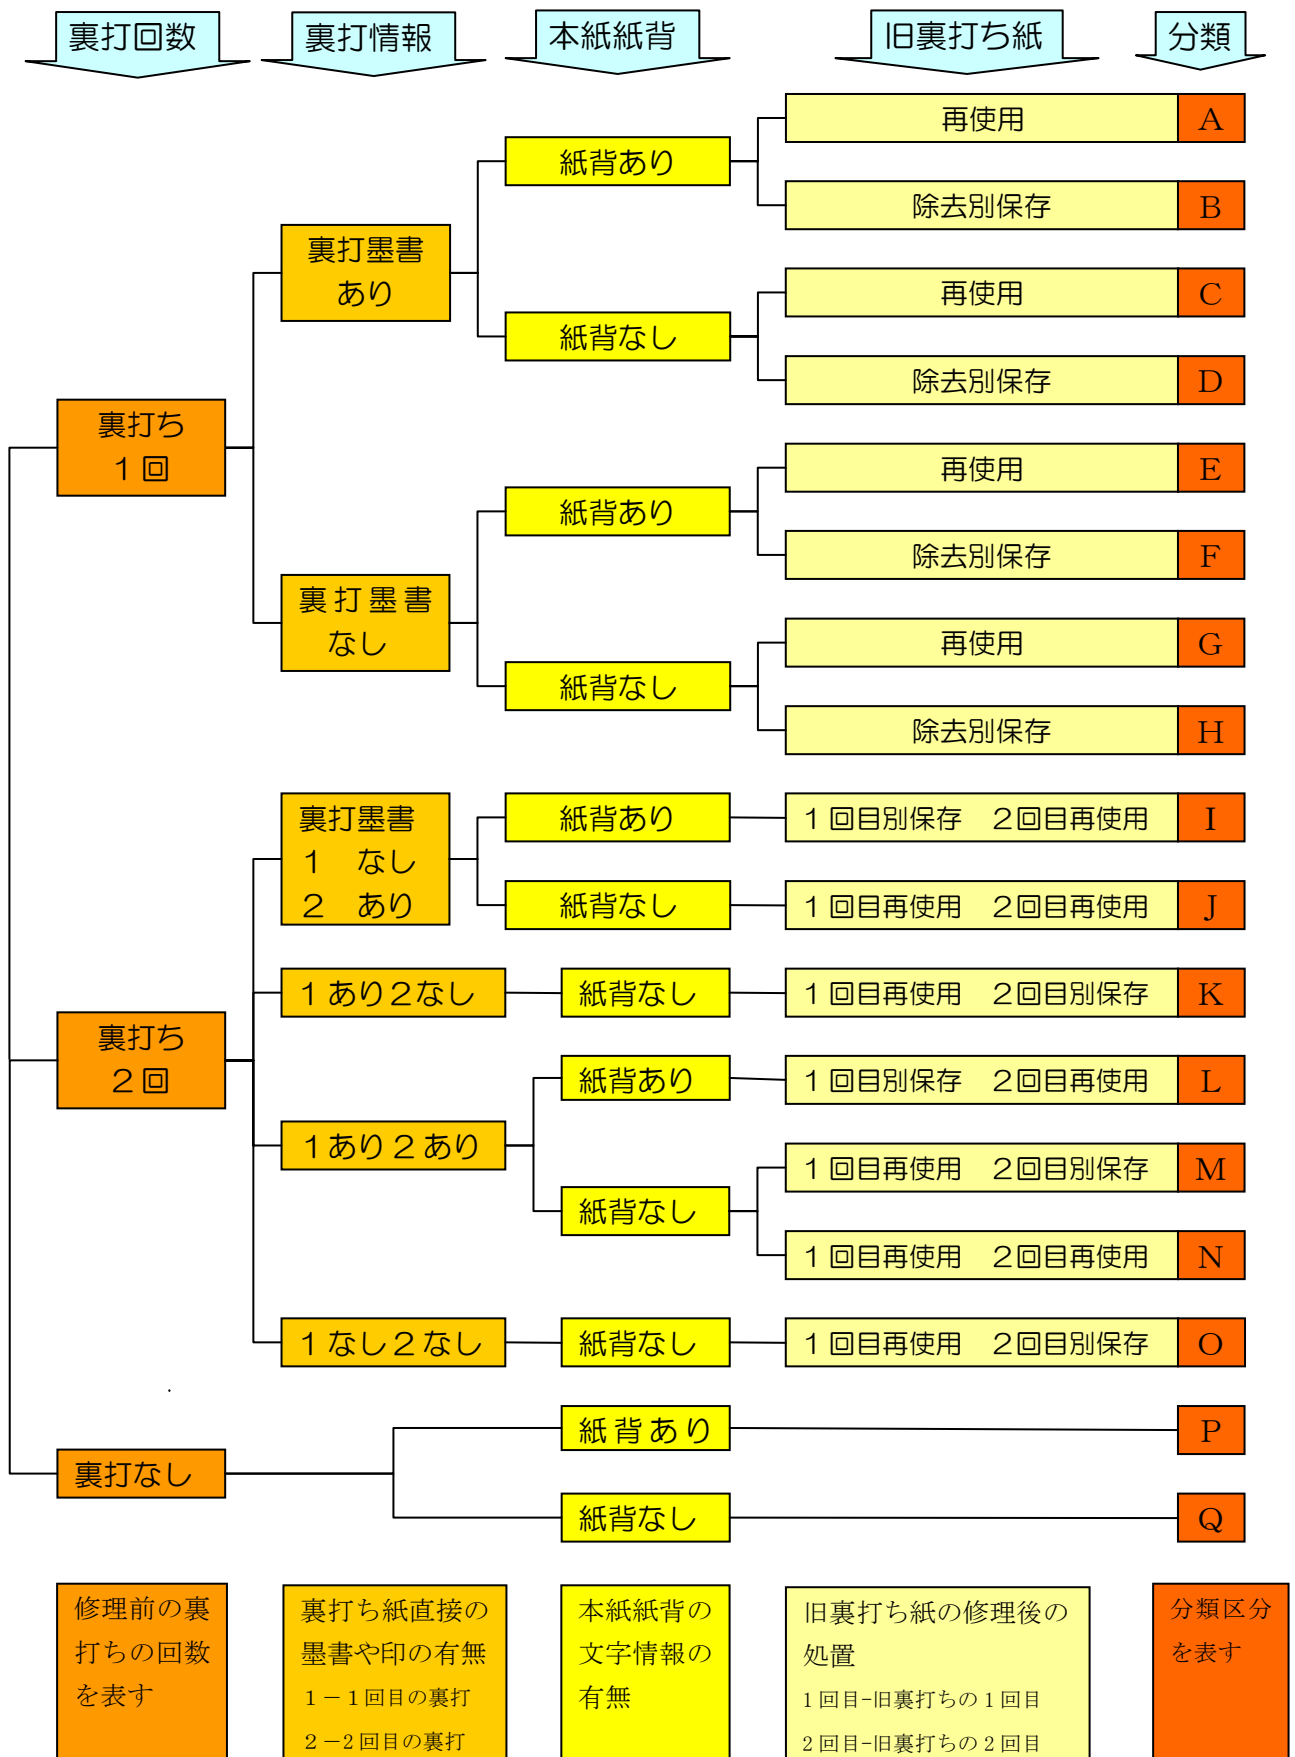 裏打回数
裏打情報
本紙紙背
旧裏打ち紙
分類
再使用
A
紙背あり
除去別保存
B
裏打墨書
あり
再使用
C
紙背なし
除去別保存
D
裏打ち
1回
再使用
E
紙背あり
除去別保存
F
裏打墨書
なし
再使用
G
紙背なし
除去別保存
H
裏打墨書
1 なし
2 あり
紙背あり
1回目別保存 2回目再使用
I
紙背なし
1回目再使用 2回目再使用
J
1あり2なし
紙背なし
1回目再使用 2回目別保存
K
裏打ち
2回
紙背あり
1回目別保存 2回目再使用
L
1あり2あり
1回目再使用 2回目別保存
M
紙背なし
1回目再使用 2回目再使用
N
1なし2なし
紙背なし
1回目再使用 2回目別保存
O
紙背あり
P
裏打なし
紙背なし
Q
修理前の裏
打ちの回数
を表す
裏打ち紙直接の
墨書や印の有無
1-1回目の裏打
2-2回目の裏打
本紙紙背の
文字情報の
有無
旧裏打ち紙の修理後の
処置
1回目-旧裏打ちの1回目
2回目-旧裏打ちの2回目
分類区分
を表す